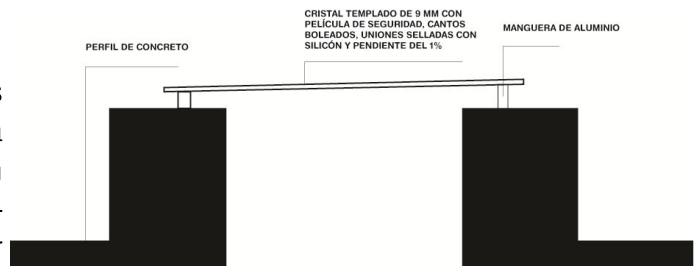 PERFIL DE CONCRETO
CRISTAL TEMPLADO DE 9 MM CON
PELÍCULA DE SEGURIDAD, CANTOS
BOLEADOS, UNIONES SELLADAS CON
SILICÓN Y PENDIENTE DEL 1%
MANGUERA DE ALUMINIO